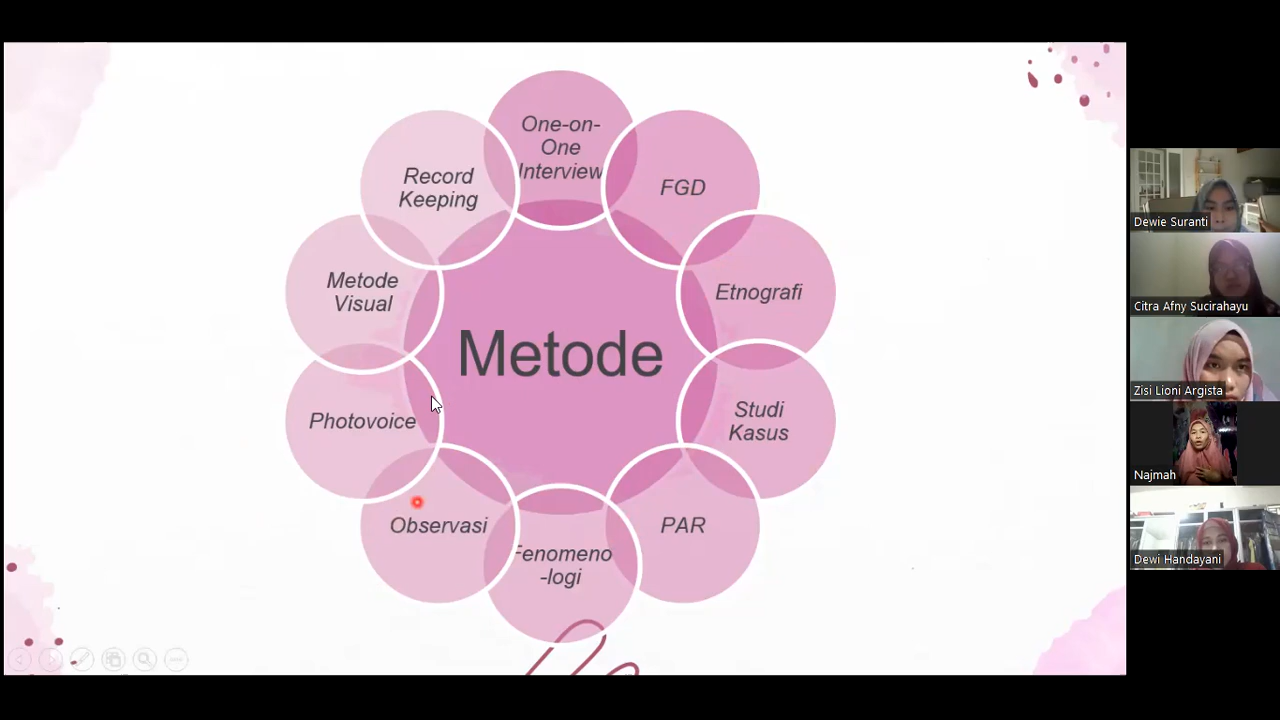 One-on-
One
Interview
FGD
Etnografi
Studi
Kasus
PAR
Fenomeno
-logi
Observasi
Photovoice
Metode
Visual
Record
Keeping
Metode
Dewie Suranti
Citra Afny Sucirahayu
Zisi Lioni Argista
Najmah
Dewi Handayani